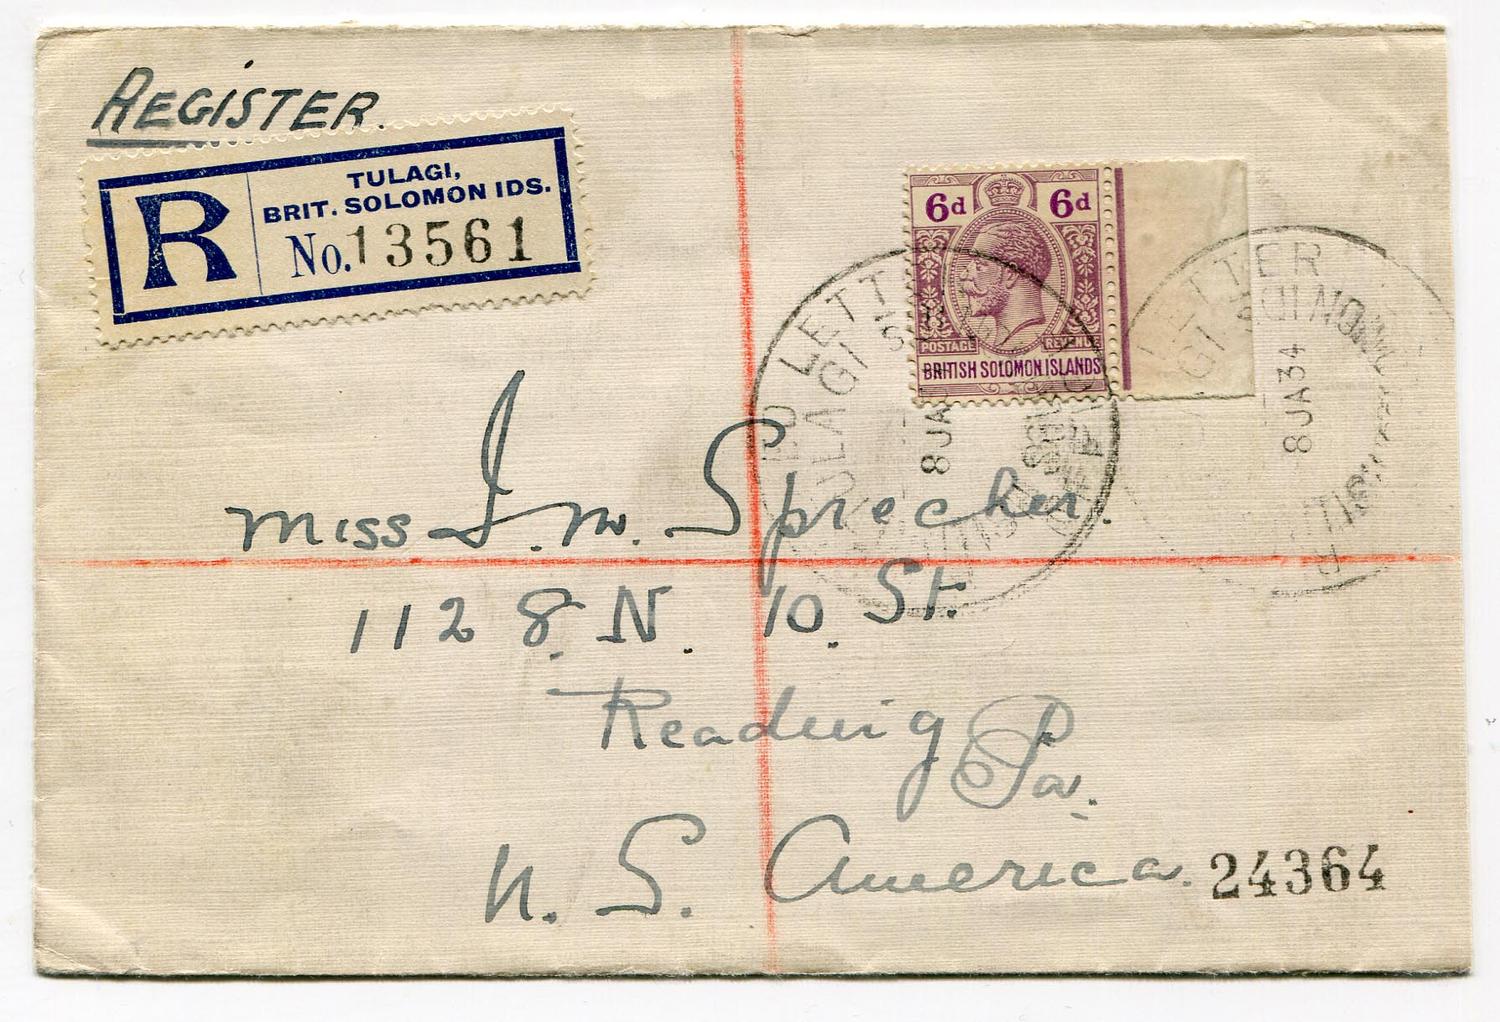 REGISTER.
R
TULAGI,
BRIT. SOLOMON IDS.
No. 13561
6d 6d
POSTAGE REVENUE
BRITISH SOLOMON ISLANDS
LETTER
8 JA 34
Miss I. M. Sprecher.
1128. N. 10. St.
Reading Pa.
U. S. America.
24364